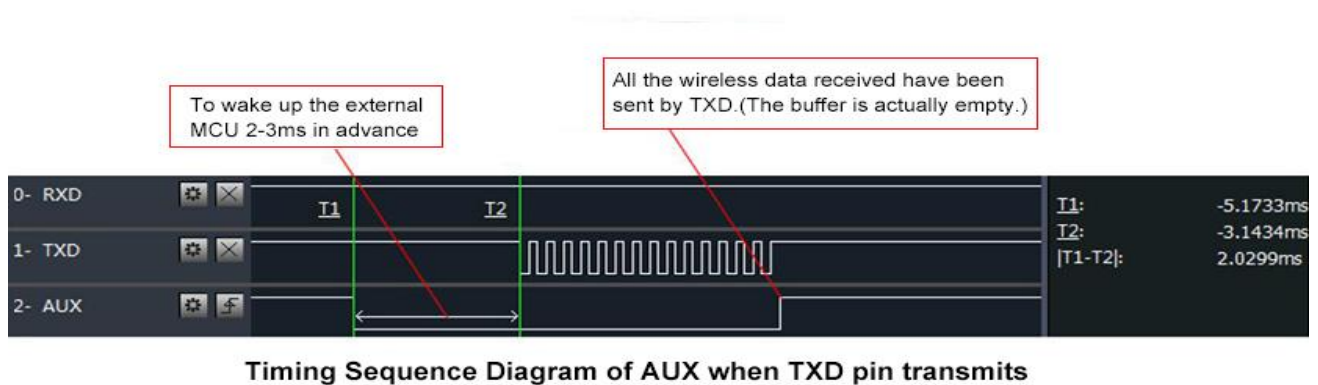 To wake up the external
MCU 2-3ms in advance
All the wireless data received have been
sent by TXD.(The buffer is actually empty.)
0- RXD
T1
T2
T1: -5.1733ms
1- TXD
T2: -3.1434ms
|T1-T2|: 2.0299ms
2- AUX
Timing Sequence Diagram of AUX when TXD pin transmits